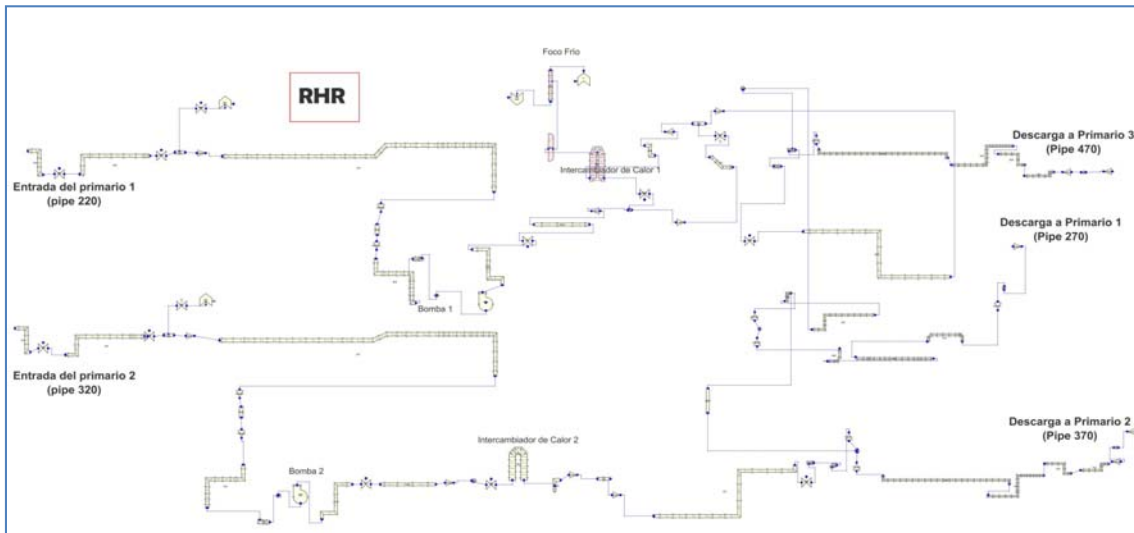 Foco Frío
RHR
Descarga a Primario 3
(Pipe 470)
Intercambiador de Calor 1
Entrada del primario 1
(pipe 220)
Descarga a Primario 1
(Pipe 270)
Bomba 1
Entrada del primario 2
(pipe 320)
Descarga a Primario 2
(Pipe 370)
Intercambiador de Calor 2
Bomba 2